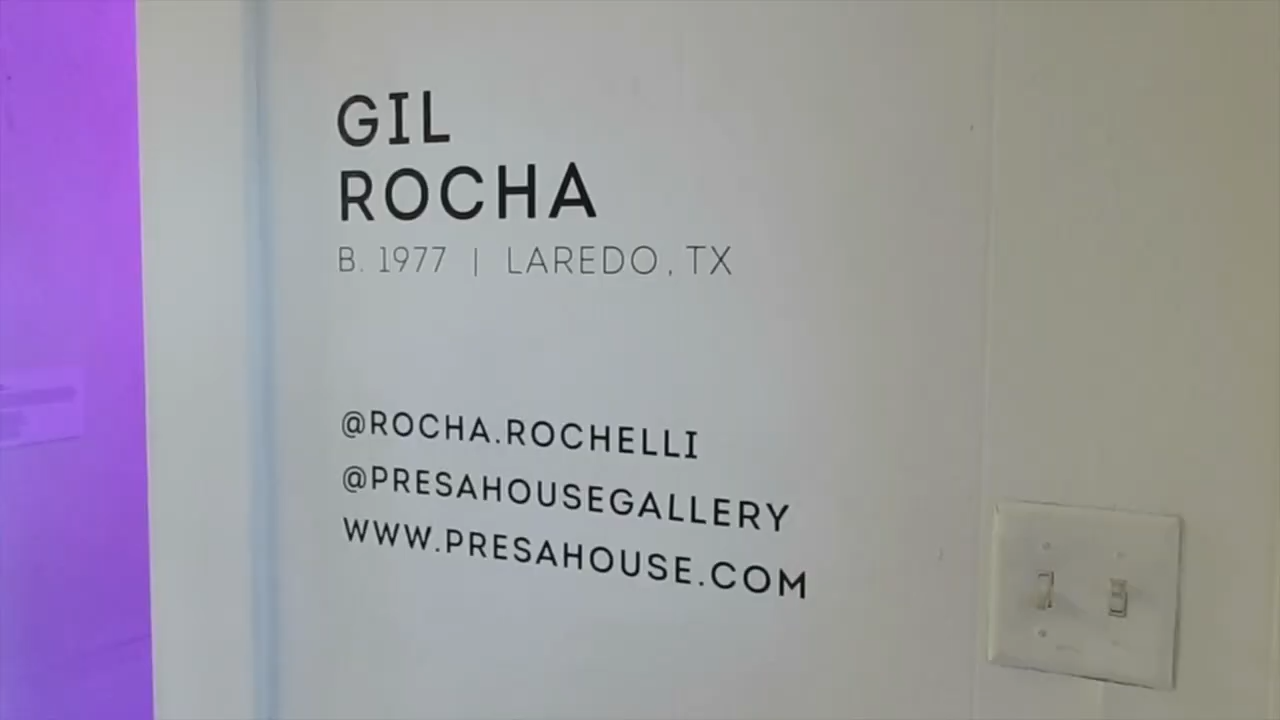 GIL
ROCHA
B. 1977 | LAREDO, TX
@ROCHA.ROCHELLI
@PRESAHOUSEGALLERY
WWW.PRESAHOUSE.COM